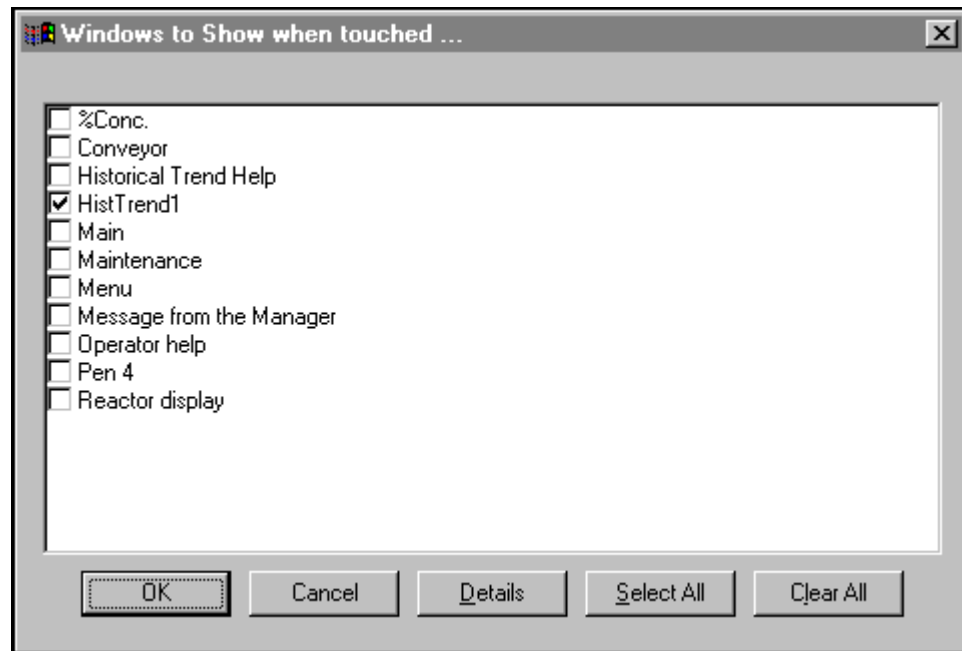 Windows to Show when touched ...
%Conc.
Conveyor
Historical Trend Help
HistTrend1
Main
Maintenance
Menu
Message from the Manager
Operator help
Pen 4
Reactor display
OK Cancel Details Select All Clear All